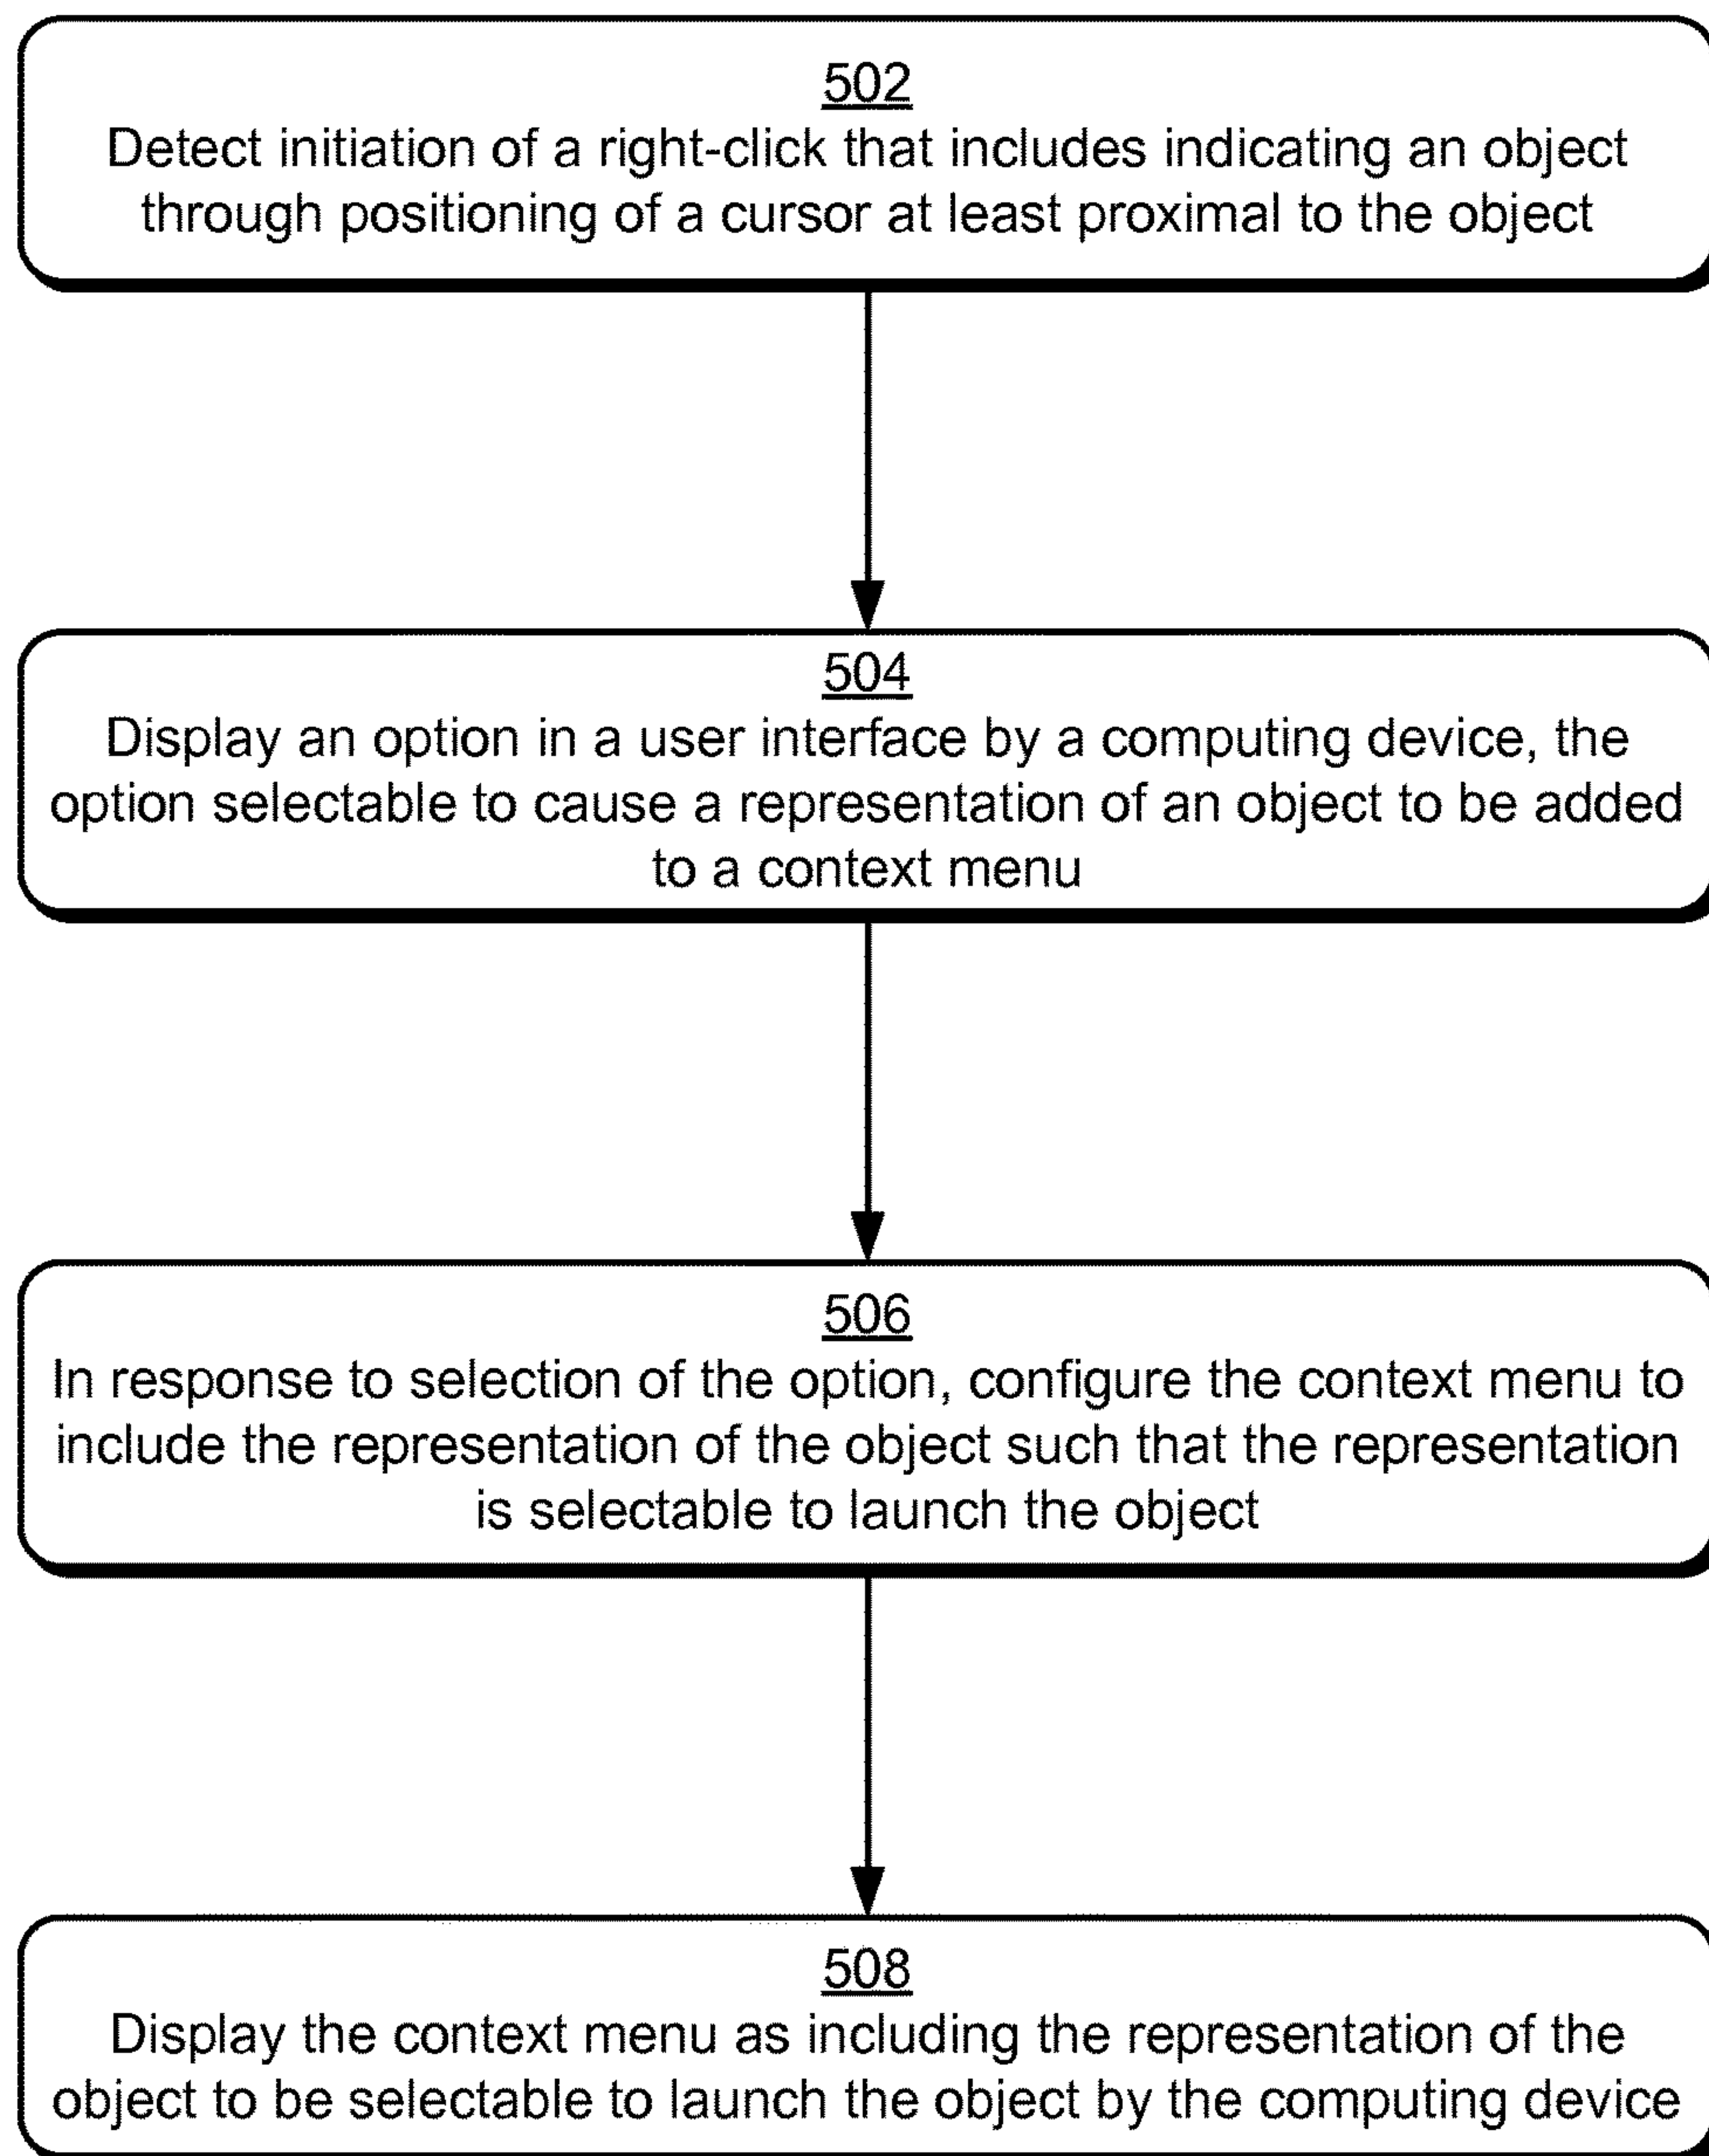 502
Detect initiation of a right-click that includes indicating an object
through positioning of a cursor at least proximal to the object
504
Display an option in a user interface by a computing device, the
option selectable to cause a representation of an object to be added
to a context menu
506
In response to selection of the option, configure the context menu to
include the representation of the object such that the representation
is selectable to launch the object
508
Display the context menu as including the representation of the
object to be selectable to launch the object by the computing device